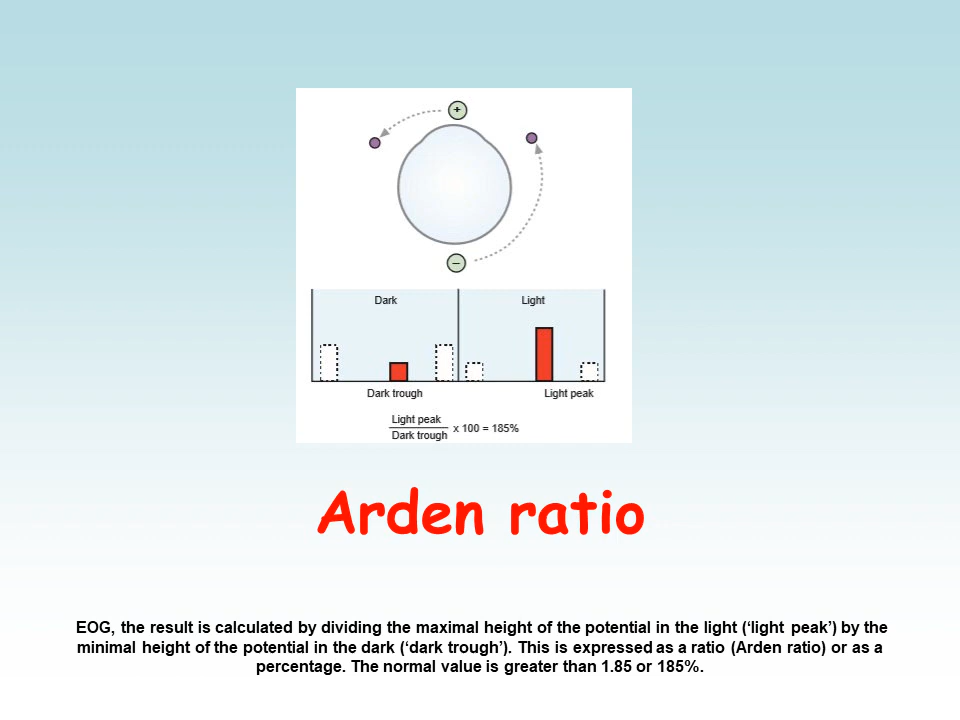 +
–
Dark
Light
Dark trough
Light peak
Light peak
Dark trough
x 100 = 185%
Arden ratio
EOG, the result is calculated by dividing the maximal height of the potential in the light (‘light peak’) by the
minimal height of the potential in the dark (‘dark trough’). This is expressed as a ratio (Arden ratio) or as a
percentage. The normal value is greater than 1.85 or 185%.